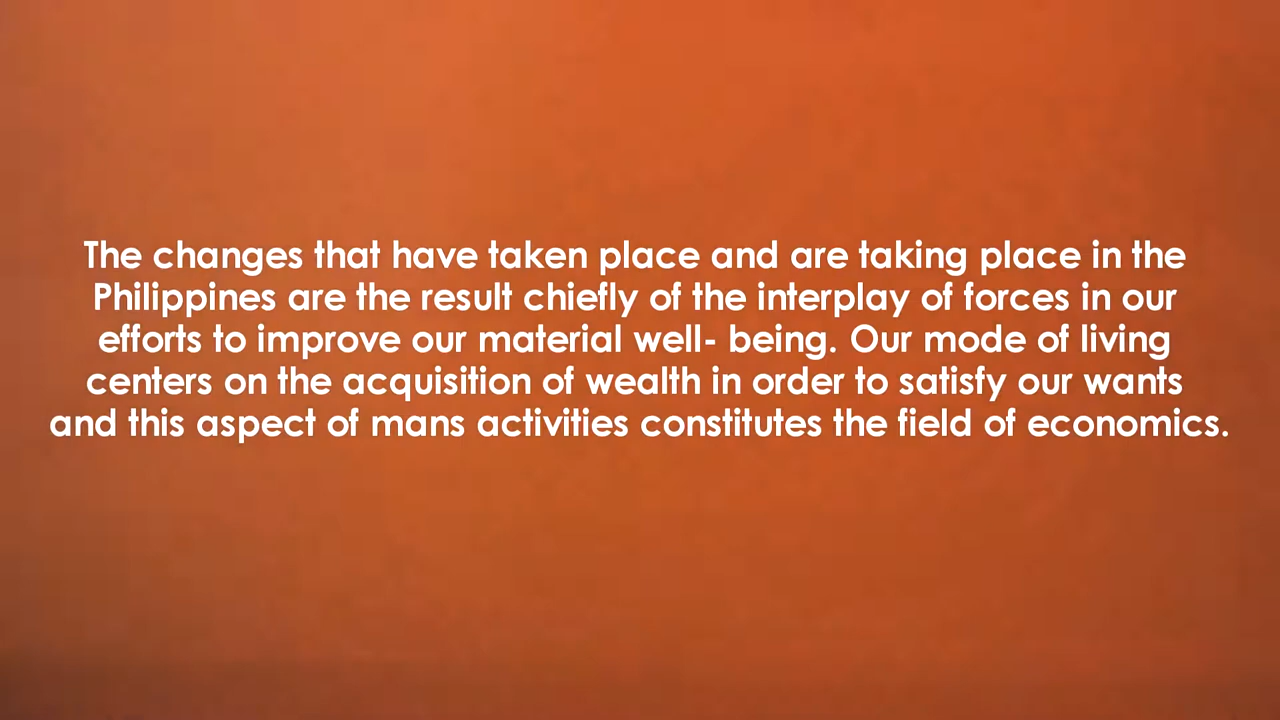 The changes that have taken place and are taking place in the
Philippines are the result chiefly of the interplay of forces in our
efforts to improve our material well- being. Our mode of living
centers on the acquisition of wealth in order to satisfy our wants
and this aspect of mans activities constitutes the field of economics.